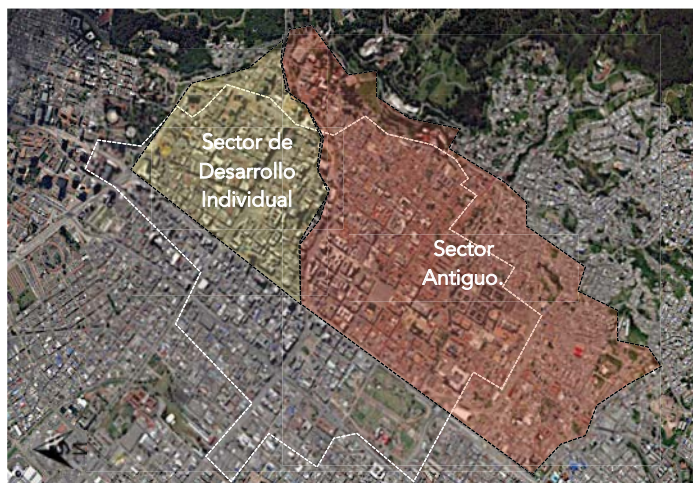 Sector de
Desarrollo
Individual
Sector
Antiguo.
N